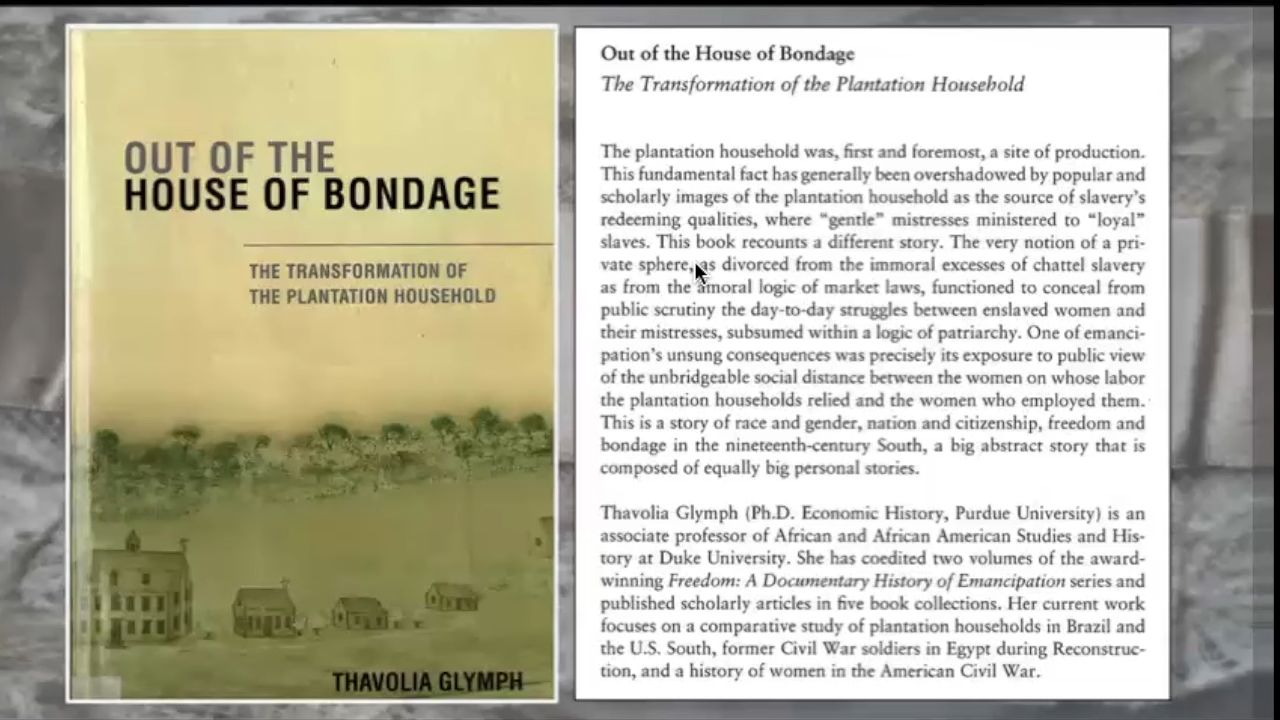 OUT OF THE
HOUSE OF BONDAGE
THE TRANSFORMATION OF
THE PLANTATION HOUSEHOLD
THAVOLIA GLYMPH
Out of the House of Bondage
The Transformation of the Plantation Household
The plantation household was, first and foremost, a site of production.
This fundamental fact has generally been overshadowed by popular and
scholarly images of the plantation household as the source of slavery's
redeeming qualities, where "gentle" mistresses ministered to "loyal"
slaves. This book recounts a different story. The very notion of a pri-
vate sphere, as divorced from the immoral excesses of chattel slavery
as from the amoral logic of market laws, functioned to conceal from
public scrutiny the day-to-day struggles between enslaved women and
their mistresses, subsumed within a logic of patriarchy. One of emanci-
pation's unsung consequences was precisely its exposure to public view
of the unbridgeable social distance between the women on whose labor
the plantation households relied and the women who employed them.
This is a story of race and gender, nation and citizenship, freedom and
bondage in the nineteenth-century South, a big abstract story that is
composed of equally big personal stories.
Thavolia Glymph (Ph.D. Economic History, Purdue University) is an
associate professor of African and African American Studies and His-
tory at Duke University. She has coedited two volumes of the award-
winning Freedom: A Documentary History of Emancipation series and
published scholarly articles in five book collections. Her current work
focuses on a comparative study of plantation households in Brazil and
the U.S. South, former Civil War soldiers in Egypt during Reconstruc-
tion, and a history of women in the American Civil War.